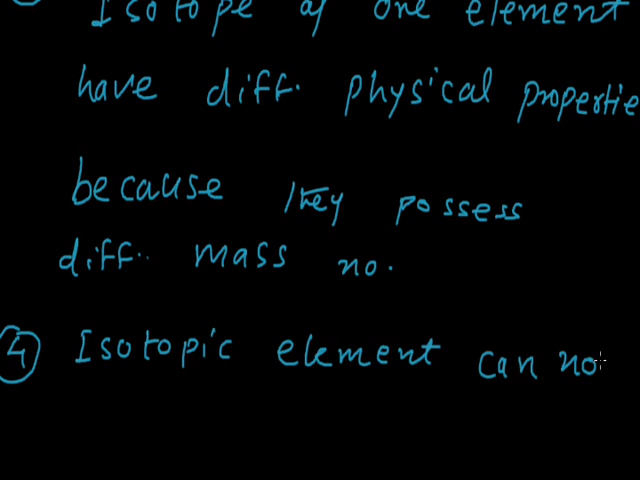 Isotope of one element
have diff. physical propertie
because they possess
diff.. mass no.
④ Isotopic element can no